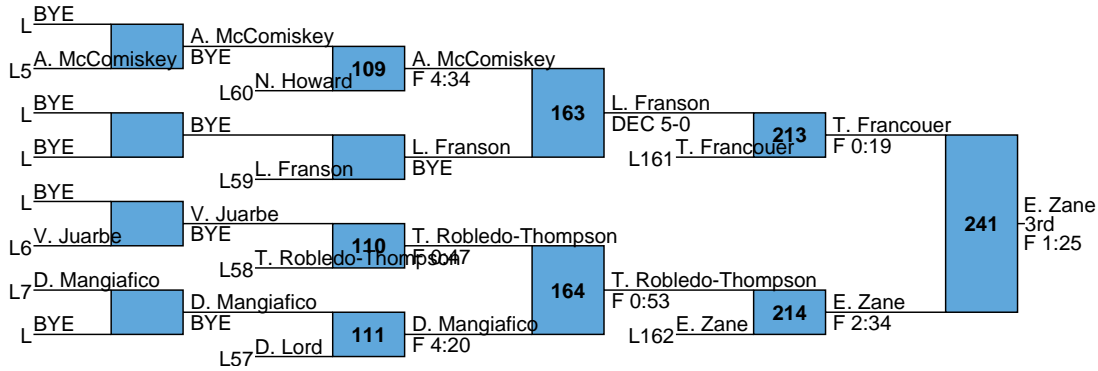 L BYE
L5 A. McComiskey
A. McComiskey
BYE
L60 N. Howard
109
A. McComiskey
F 4:34
L BYE
L BYE
BYE
L59 L. Franson
L. Franson
BYE
163
L. Franson
DEC 5-0
L161 T. Francouer
213
T. Francouer
F 0:19
L BYE
L6 V. Juarbe
V. Juarbe
BYE
L58 T. Robledo-Thompson
110
T. Robledo-Thompson
F 0:47
L7 D. Mangiafico
L BYE
D. Mangiafico
BYE
L57 D. Lord
111
D. Mangiafico
F 4:20
164
T. Robledo-Thompson
F 0:53
L162 E. Zane
214
E. Zane
F 2:34
241
E. Zane
3rd
F 1:25